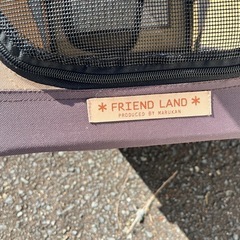 * FRIEND LAND *
PRODUCED BY MARUKAN